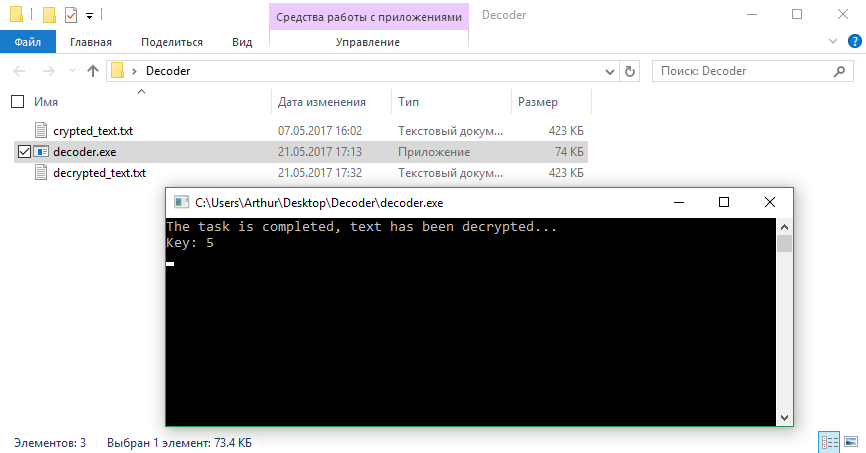 Средства работы с приложениями Decoder
Файл Главная Поделиться Вид Управление
Decoder Поиск: Decoder
Имя Дата изменения Тип Размер
crypted_text.txt 07.05.2017 16:02 Текстовый докум... 423 КБ
decoder.exe 21.05.2017 17:13 Приложение 74 КБ
decrypted_text.txt 21.05.2017 17:32 Текстовый докум... 423 КБ
C:\Users\Arthur\Desktop\Decoder\decoder.exe
The task is completed, text has been decrypted...
Key: 5
Элементов: 3 Выбран 1 элемент: 73.4 КБ